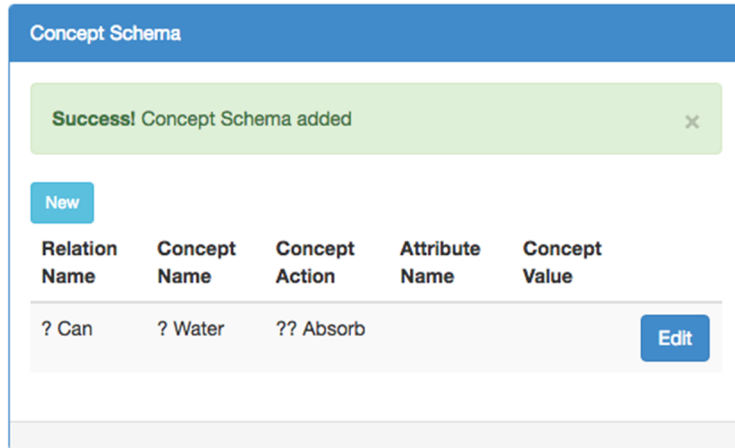 Concept Schema
Success! Concept Schema added ×
New
Relation Name Concept Name Concept Action Attribute Name Concept Value
? Can ? Water ?? Absorb Edit